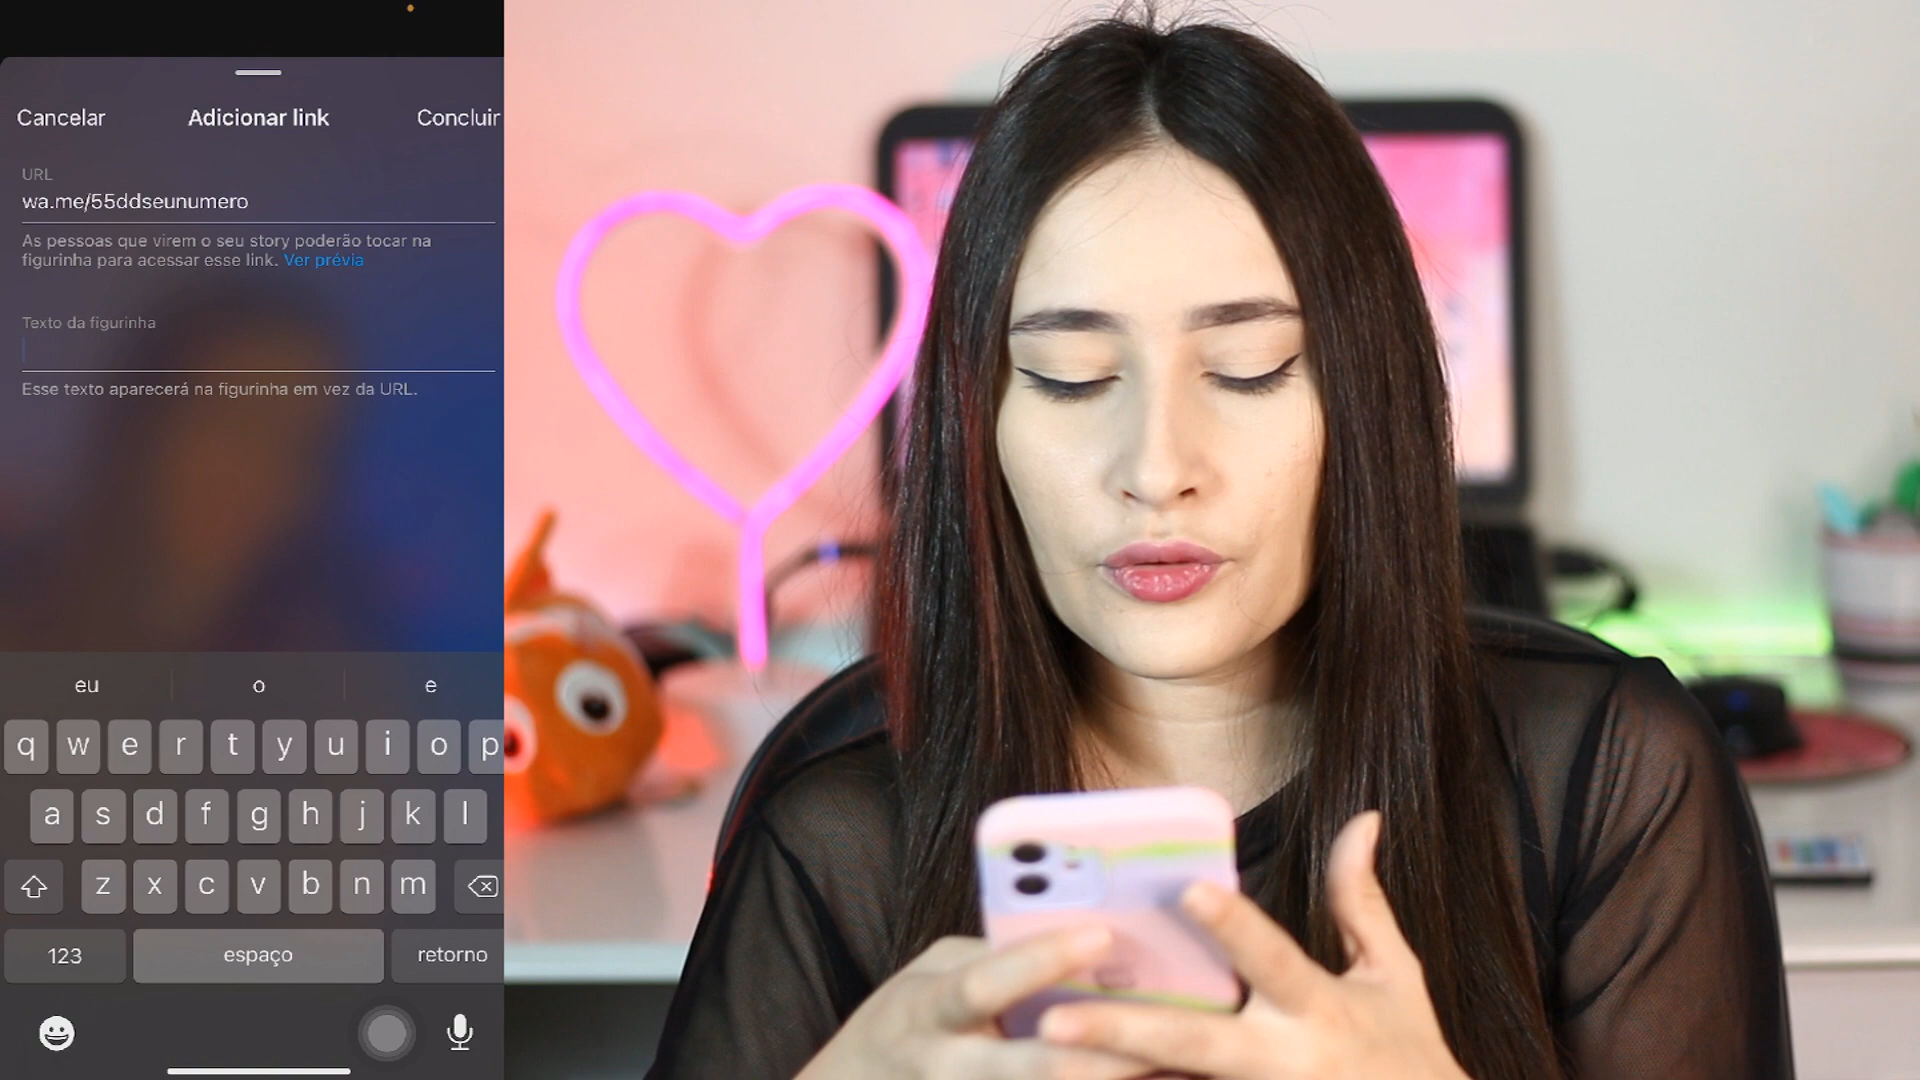 Cancelar
Adicionar link
Concluir
URL
wa.me/55ddseunumero
As pessoas que virem o seu story poderão tocar na
figurinha para acessar esse link. Ver prévia
Texto da figurinha
Esse texto aparecerá na figurinha em vez da URL.
eu o e
q w e r t y u i o p
a s d f g h j k l
z x c v b n m
123 espaço retorno